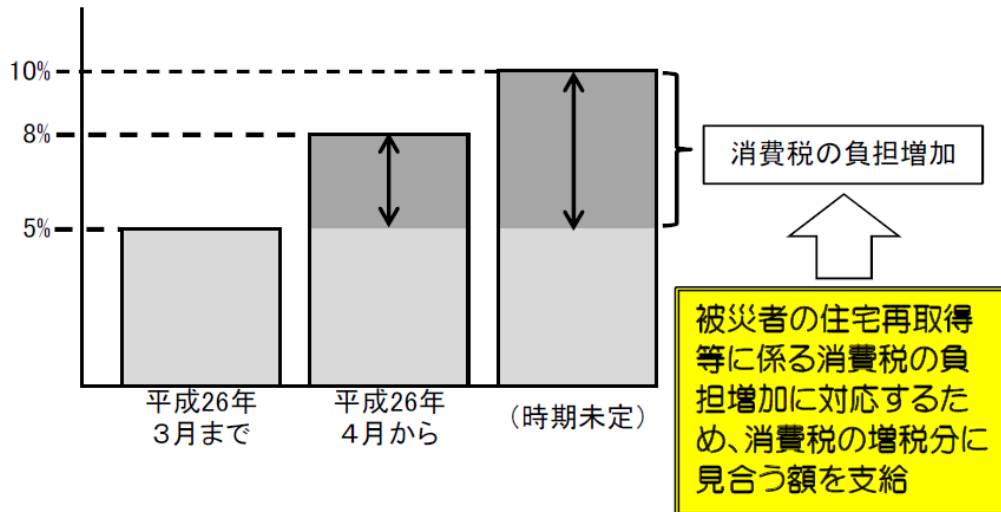 10%
8%
5%
平成26年
3月まで
平成26年
4月から
(時期未定)
消費税の負担増加
被災者の住宅再取得
等に係る消費税の負
担増加に対応するた
め、消費税の増税分に
見合う額を支給